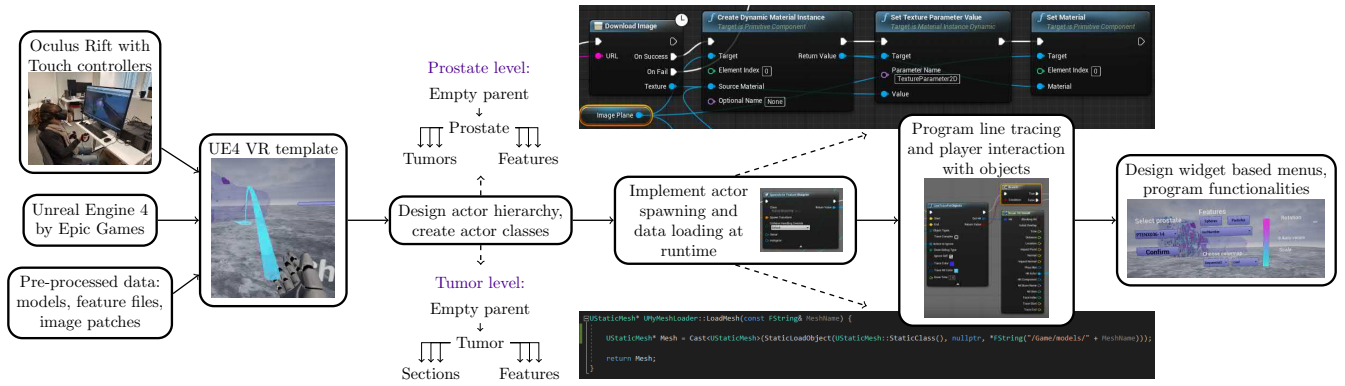 Oculus Rift with
Touch controllers
Unreal Engine 4
by Epic Games
Pre-processed data:
models, feature files,
image patches
UE4 VR template
Prostate level:
Empty parent
Prostate
Tumors
Features
Design actor hierarchy,
create actor classes
Tumor level:
Empty parent
Tumor
Sections
Features
Download Image
URL
On Success
On Fail
Texture
Image Plane
Create Dynamic Material Instance
Target is Primitive Component
Target
Return Value
Element Index 0
Source Material
Optional Name None
Set Texture Parameter Value
Target is Material Instance Dynamic
Target
Parameter Name
TextureParameter2D
Value
Set Material
Target is Primitive Component
Target
Element Index 0
Material
Implement actor
spawning and
data loading at
runtime
UStaticMesh* UMyMeshLoader::LoadMesh(const FString& MeshName) {
UStaticMesh* Mesh = Cast<UStaticMesh>(StaticLoadObject(UStaticMesh::StaticClass(), nullptr, *FString("/Game/models/" + MeshName)));
return Mesh;
}
Program line tracing
and player interaction
with objects
Design widget based menus,
program functionalities
Select prostate
Confirm
Features